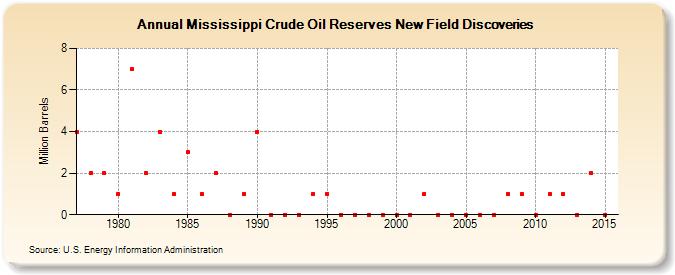 Annual Mississippi Crude Oil Reserves New Field Discoveries
Million Barrels
8
6
4
2
0
1980 1985 1990 1995 2000 2005 2010 2015
Source: U.S. Energy Information Administration